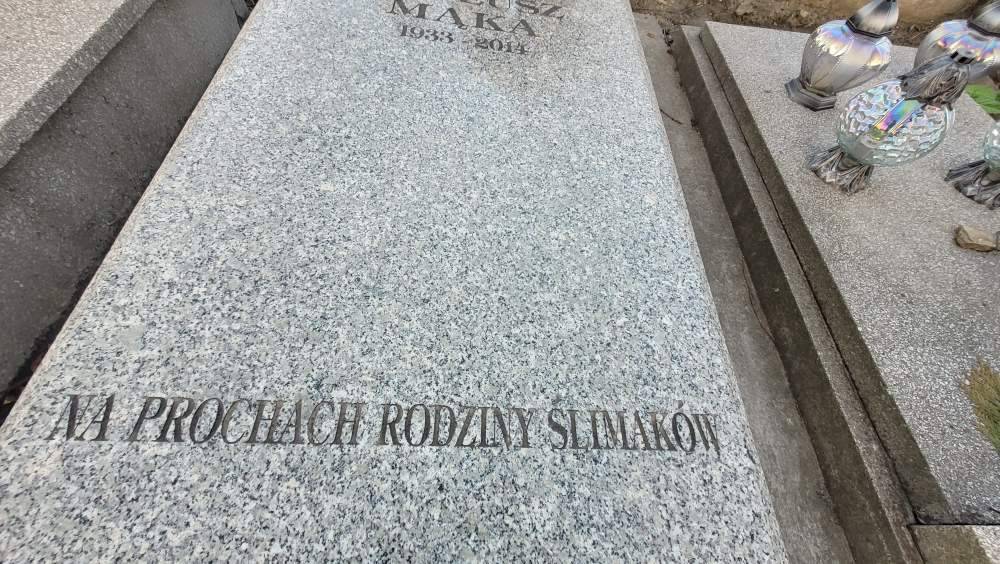 MAKA
1933 - 2014
NA PROCHACH RODZINY ŚLIMAKÓW